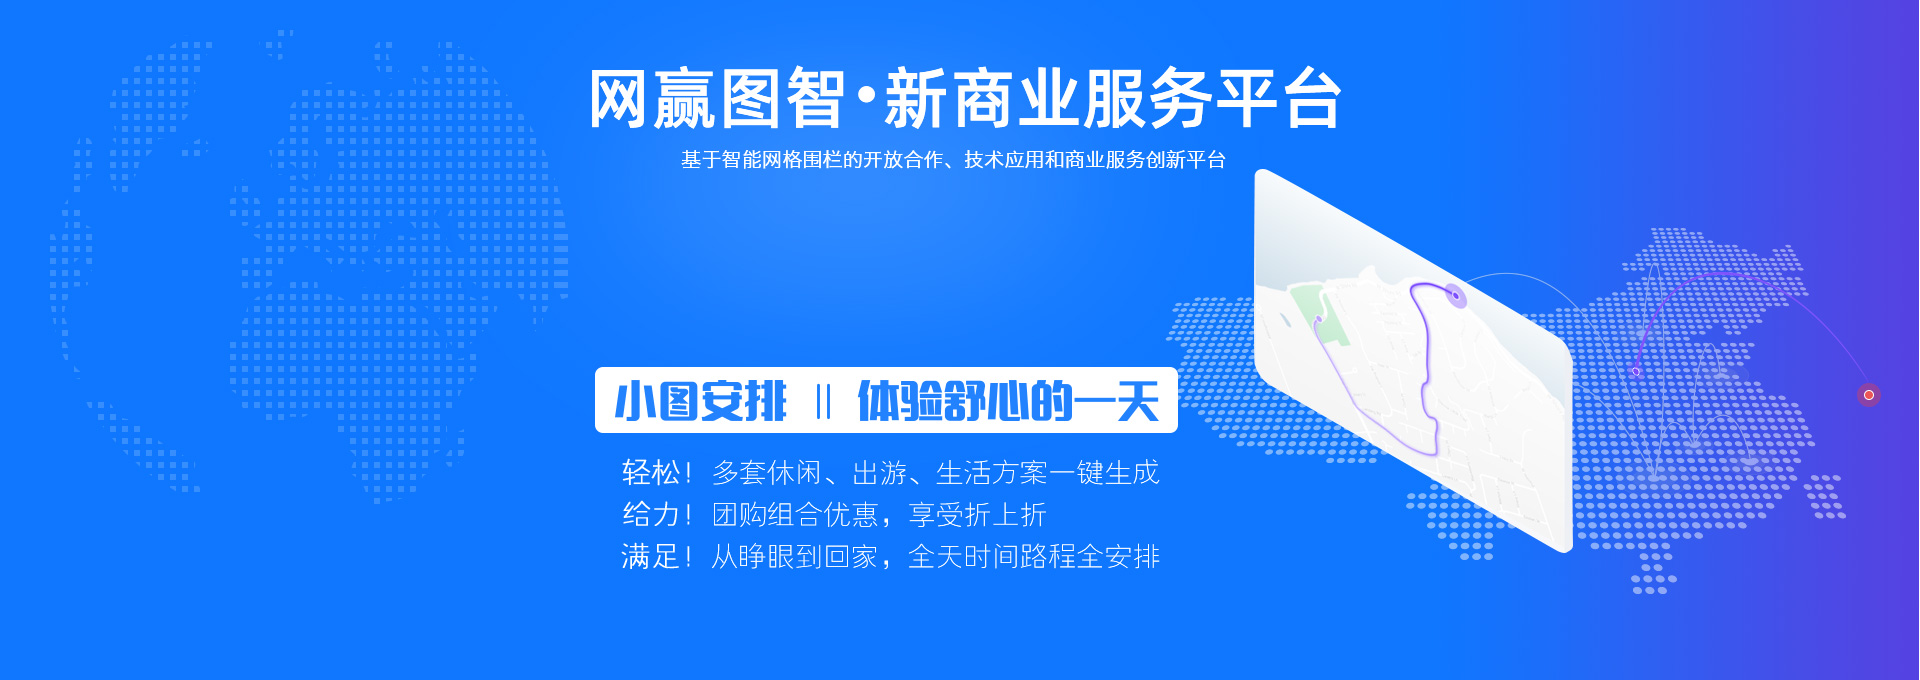 网赢图智·新商业服务平台
基于智能网格围栏的开放合作、技术应用和商业服务创新平台
小图安排 || 体验舒心的一天
轻松！多套休闲、出游、生活方案一键生成
给力！团购组合优惠，享受折上折
满足！从睁眼到回家，全天时间路程全安排